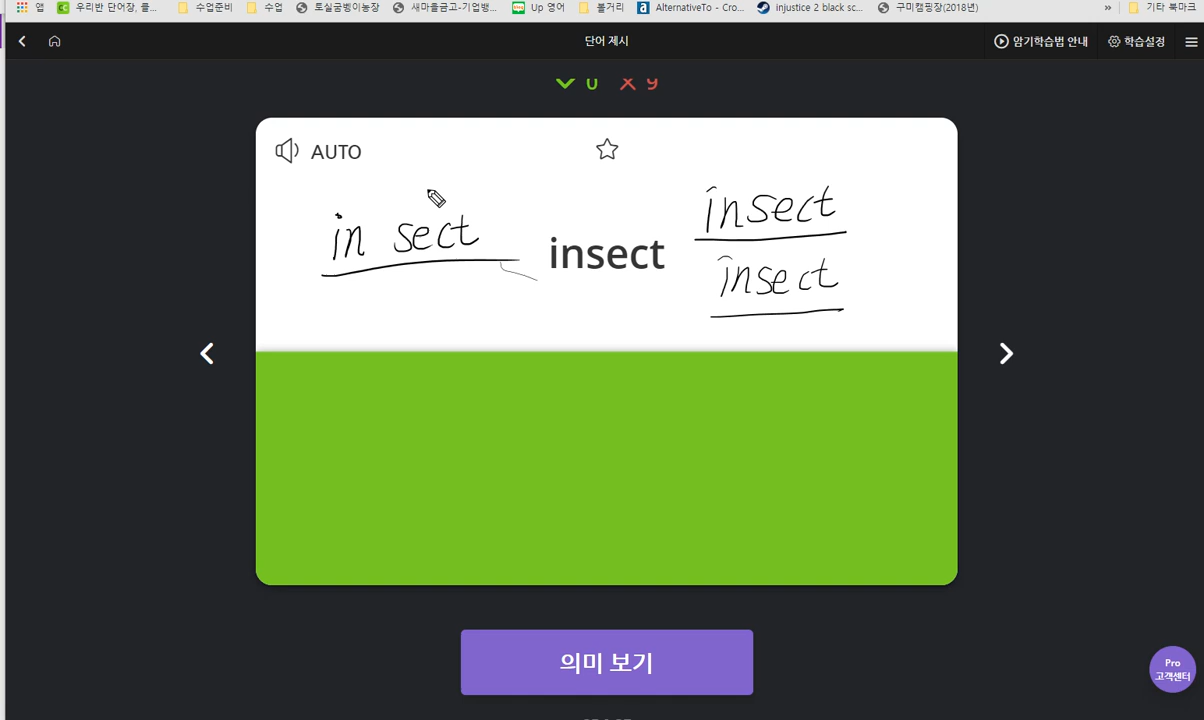 앱 우리반 단어장, 클... 수업준비 수업 토실굼벵이농장 새마을금고-기업뱅... Up 영어 볼거리 AlternativeTo - Cro... injustice 2 black sc... 구미캠핑장(2018년) » 기타 북마크
단어 제시 암기학습법 안내 학습설정
0 9
AUTO
in sect insect insect
insect
의미 보기
Pro
고객센터